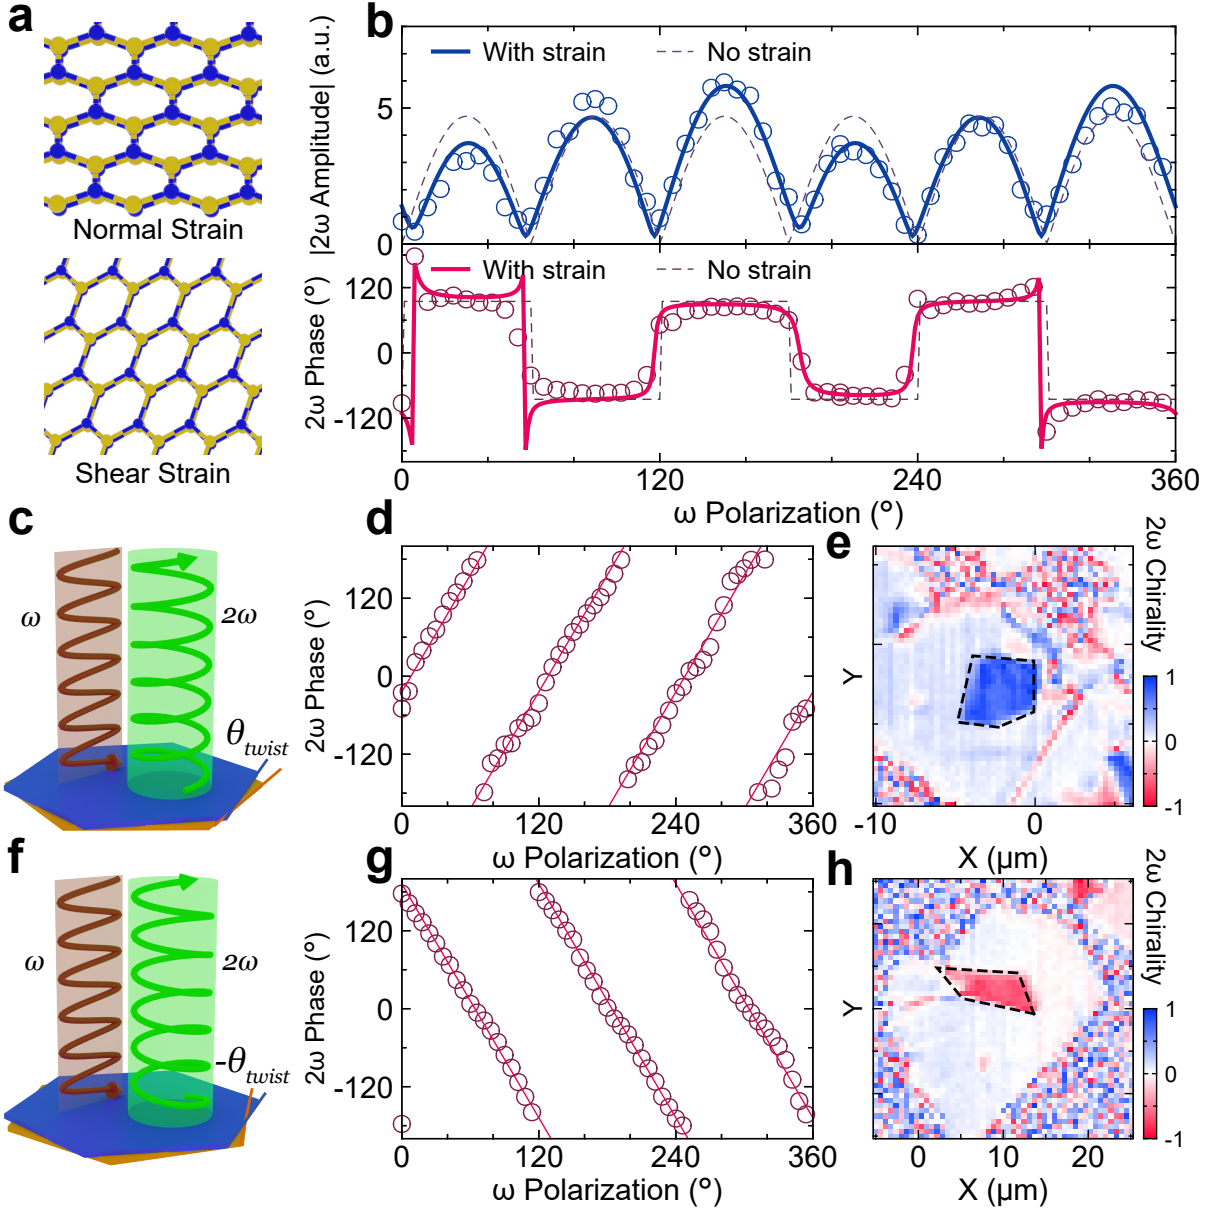 a
Normal Strain
Shear Strain
b
With strain
No strain
|2ω Amplitude| (a.u.)
5
0
With strain
No strain
2ω Phase (°)
120
0
-120
0
120
240
360
ω Polarization (°)
c
ω
2ω
θtwist
d
2ω Phase (°)
120
0
-120
0
120
240
360
ω Polarization (°)
e
Y
-10
0
X (µm)
2ω Chirality
1
0
-1
f
ω
2ω
-θtwist
g
2ω Phase (°)
120
0
-120
0
120
240
360
ω Polarization (°)
h
Y
0
10
20
X (µm)
2ω Chirality
1
0
-1